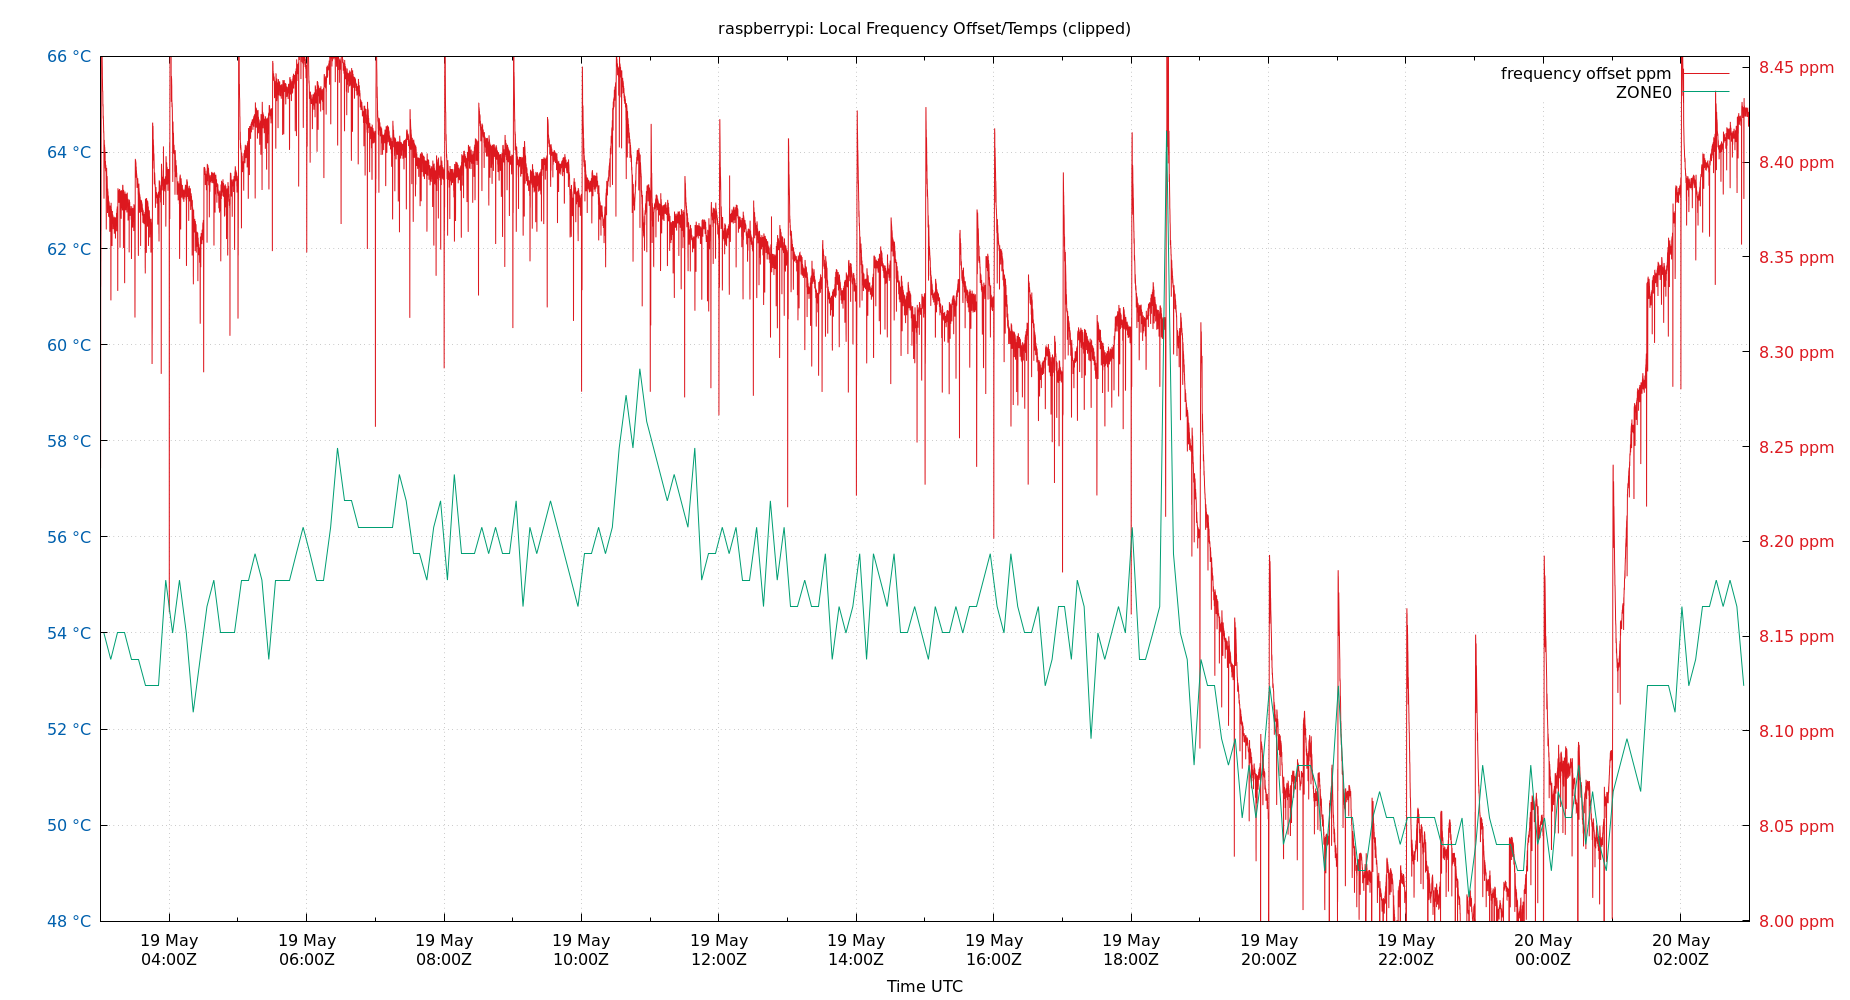 raspberrypi: Local Frequency Offset/Temps (clipped)
66 °C
64 °C
62 °C
60 °C
58 °C
56 °C
54 °C
52 °C
50 °C
48 °C
frequency offset ppm
ZONE0
8.45 ppm
8.40 ppm
8.35 ppm
8.30 ppm
8.25 ppm
8.20 ppm
8.15 ppm
8.10 ppm
8.05 ppm
8.00 ppm
19 May 19 May 19 May 19 May 19 May 19 May 19 May 19 May 19 May 19 May 20 May 20 May
04:00Z 06:00Z 08:00Z 10:00Z 12:00Z 14:00Z 16:00Z 18:00Z 20:00Z 22:00Z 00:00Z 02:00Z
Time UTC